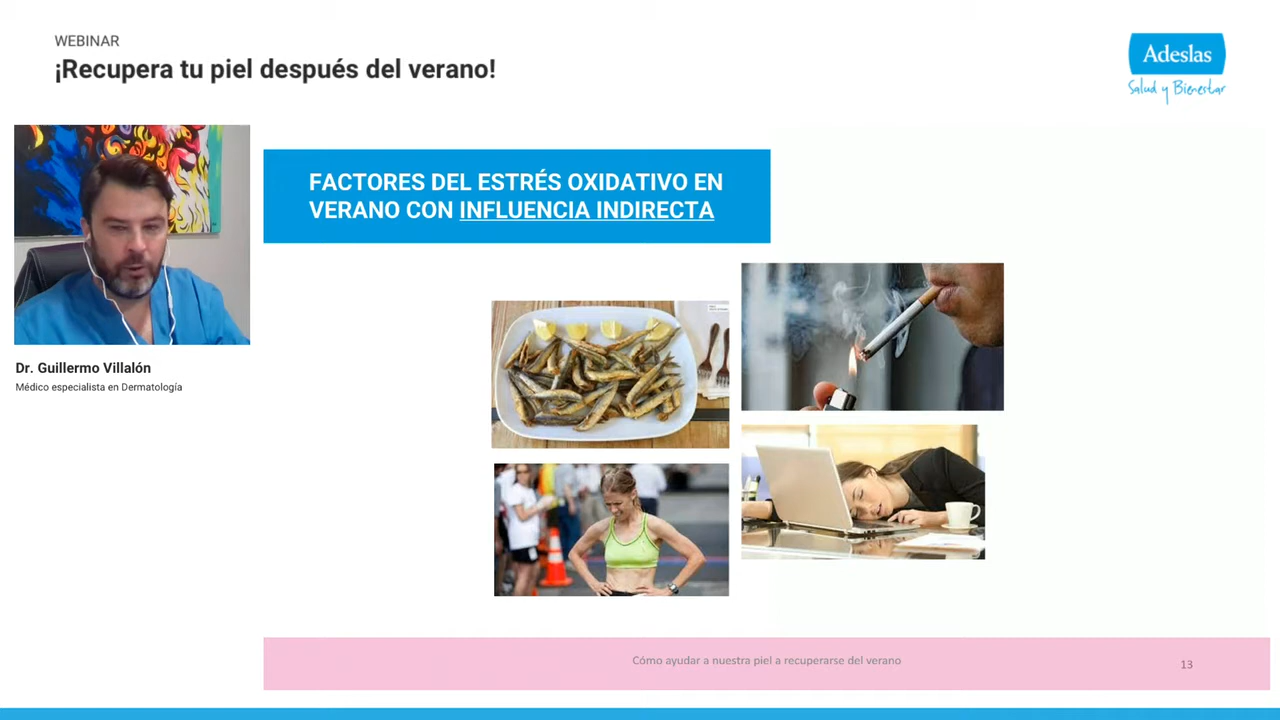 WEBINAR
¡Recupera tu piel después del verano!
Adeslas
Salud y Bienestar
FACTORES DEL ESTRÉS OXIDATIVO EN
VERANO CON INFLUENCIA INDIRECTA
Dr. Guillermo Villalón
Médico especialista en Dermatología
Cómo ayudar a nuestra piel a recuperarse del verano
13